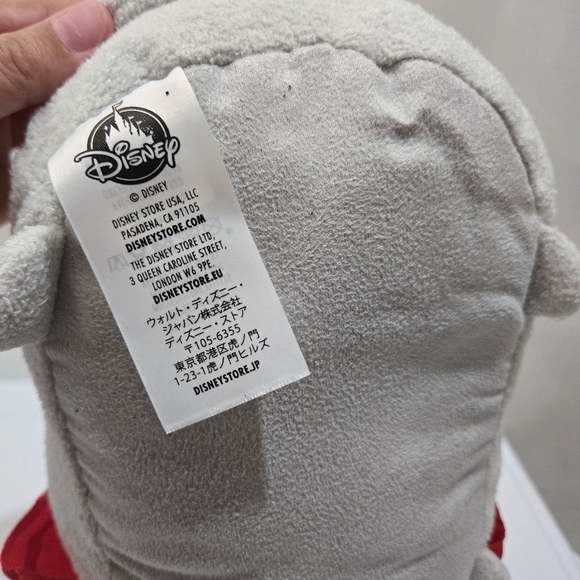 Disney
© DISNEY
DISNEY STORE USA, LLC
PASADENA, CA 91105
DISNEYSTORE.COM
THE DISNEY STORE LTD,
3 QUEEN CAROLINE STREET,
LONDON W6 9PE.
DISNEYSTORE.EU
ウォルト・ディズニー・
ジャパン株式会社
ディズニー・ストア
〒105-6355
東京都港区虎ノ門
1-23-1虎ノ門ヒルズ
DISNEYSTORE.JP